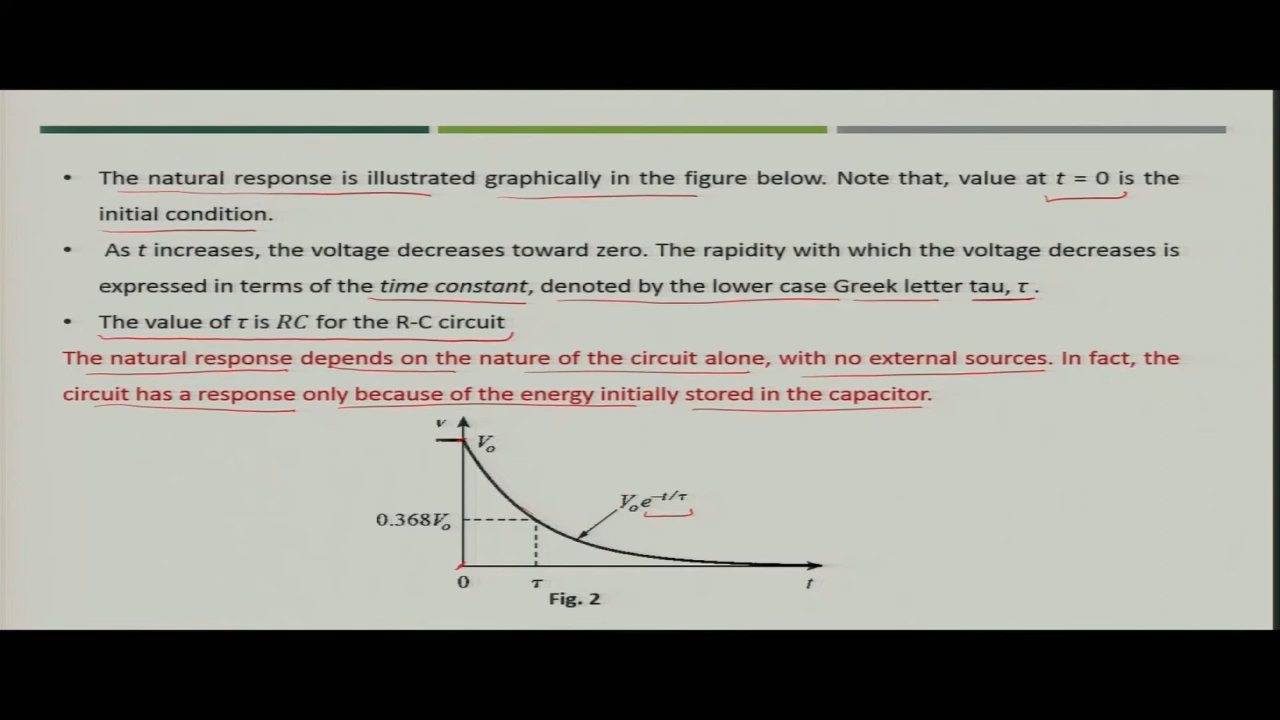 • The natural response is illustrated graphically in the figure below. Note that, value at t = 0 is the
initial condition.
• As t increases, the voltage decreases toward zero. The rapidity with which the voltage decreases is
expressed in terms of the time constant, denoted by the lower case Greek letter tau, τ .
• The value of τ is RC for the R-C circuit
The natural response depends on the nature of the circuit alone, with no external sources. In fact, the
circuit has a response only because of the energy initially stored in the capacitor.
v
Vo
Voe–t/τ
0.368Vo
0 τ t
Fig. 2